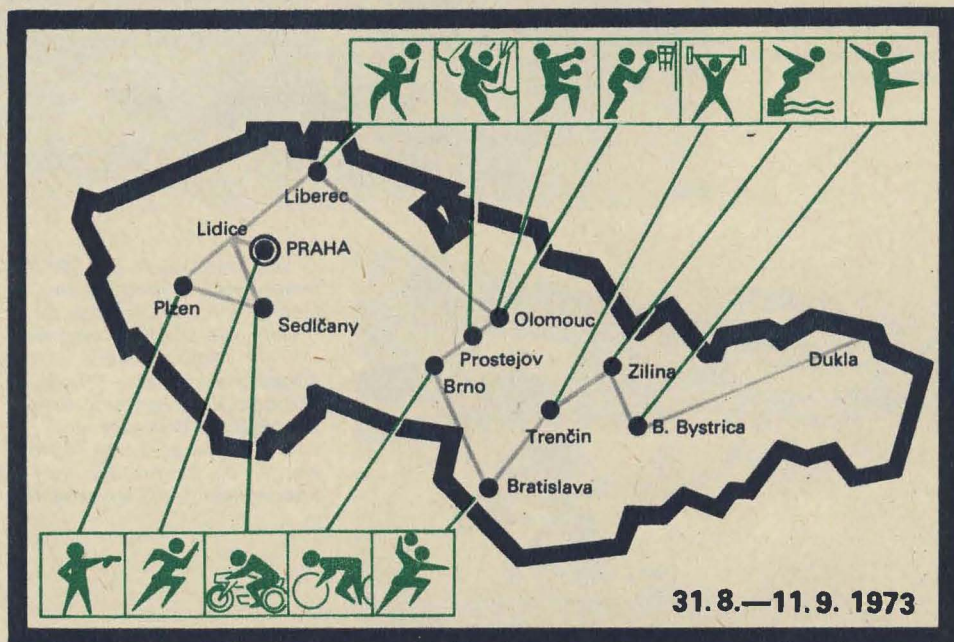 Liberec
Lidice
PRAHA
Plzen
Sedlčany
Olomouc
Prostejov
Brno
Zilina
Dukla
Trenčin
B. Bystrica
Bratislava
31. 8.—11. 9. 1973